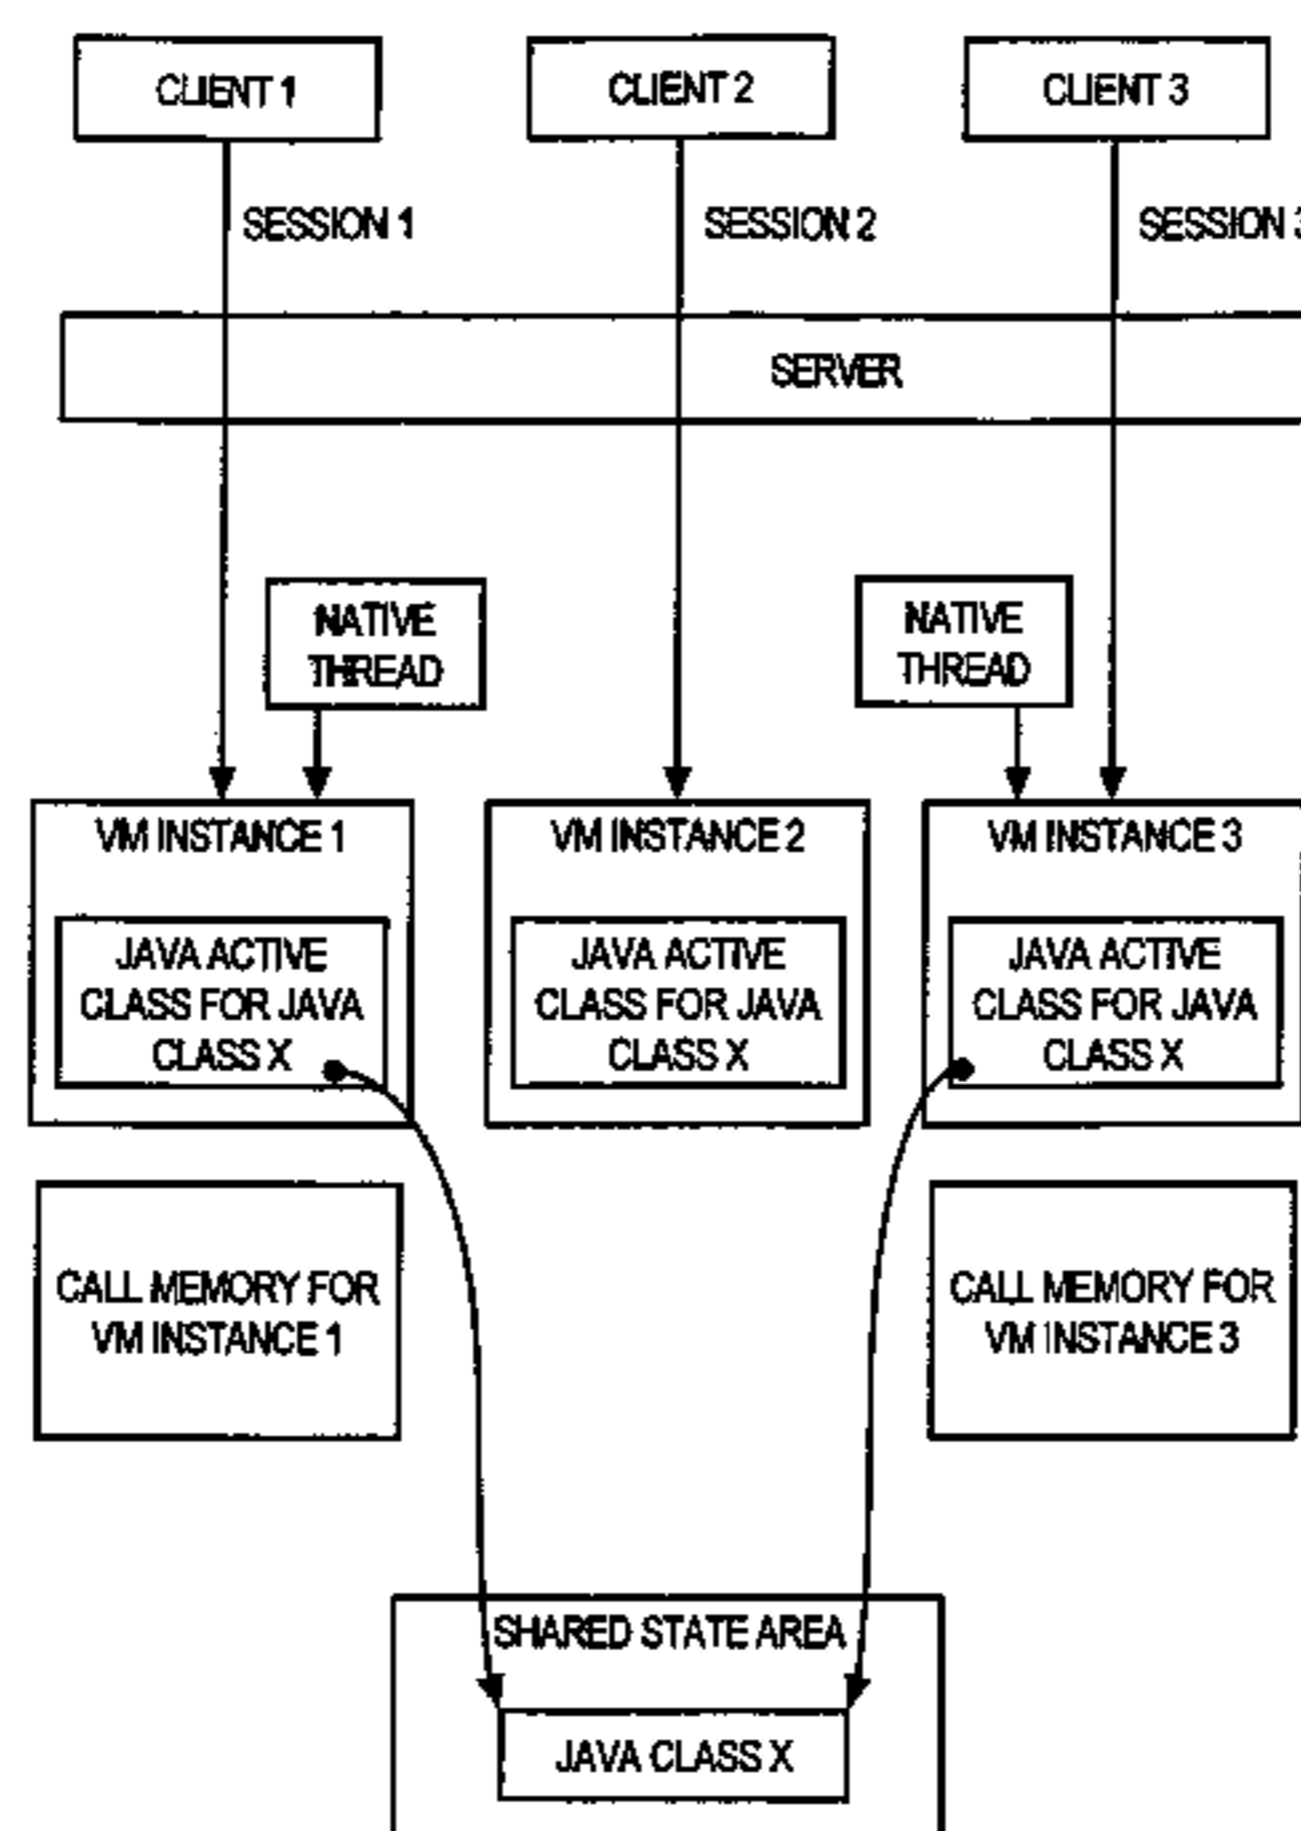 CLIENT 1
CLIENT 2
CLIENT 3
SESSION 1
SESSION 2
SESSION 3
SERVER
NATIVE
THREAD
NATIVE
THREAD
VM INSTANCE 1
JAVA ACTIVE
CLASS FOR JAVA
CLASS X
VM INSTANCE 2
JAVA ACTIVE
CLASS FOR JAVA
CLASS X
VM INSTANCE 3
JAVA ACTIVE
CLASS FOR JAVA
CLASS X
CALL MEMORY FOR
VM INSTANCE 1
CALL MEMORY FOR
VM INSTANCE 3
SHARED STATE AREA
JAVA CLASS X